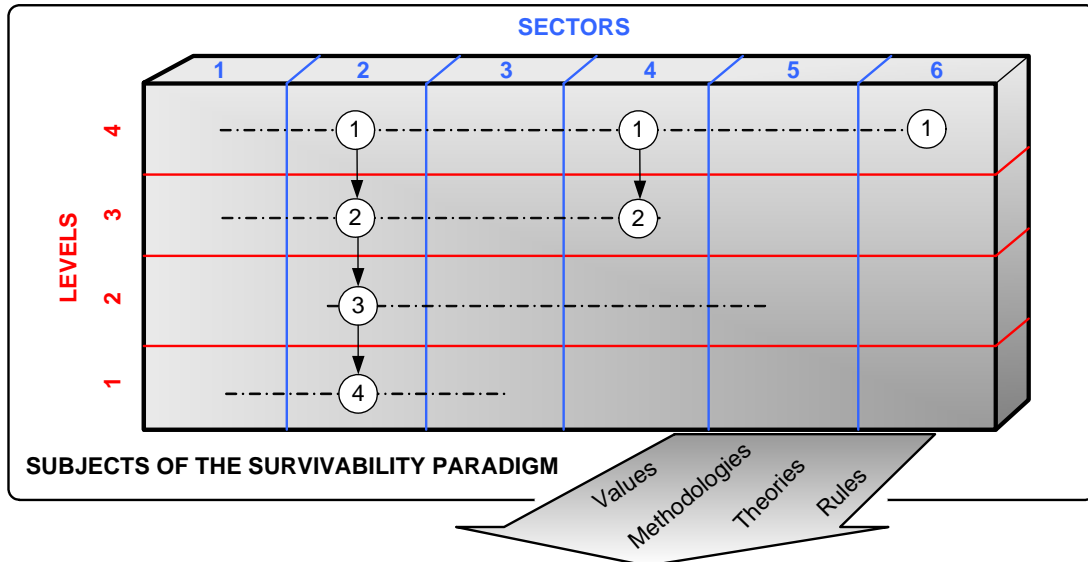 SECTORS
1 2 3 4 5 6
LEVELS
4
1 1 1
3
2 2
2
3
1
4
SUBJECTS OF THE SURVIVABILITY PARADIGM
Values
Methodologies
Theories
Rules